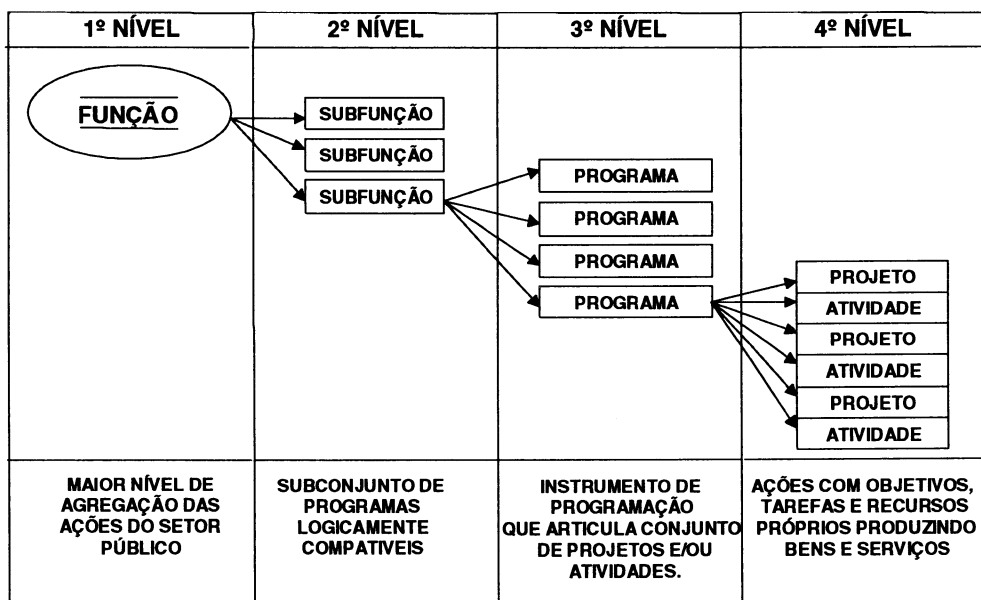 1º NÍVEL
2º NÍVEL
3º NÍVEL
4º NÍVEL
FUNÇÃO
SUBFUNÇÃO
SUBFUNÇÃO
SUBFUNÇÃO
PROGRAMA
PROGRAMA
PROGRAMA
PROGRAMA
PROJETO
ATIVIDADE
PROJETO
ATIVIDADE
PROJETO
ATIVIDADE
MAIOR NÍVEL DE
AGREGAÇÃO DAS
AÇÕES DO SETOR
PÚBLICO
SUBCONJUNTO DE
PROGRAMAS
LOGICAMENTE
COMPATIVEIS
INSTRUMENTO DE
PROGRAMAÇÃO
QUE ARTICULA CONJUNTO
DE PROJETOS E/OU
ATIVIDADES.
AÇÕES COM OBJETIVOS,
TAREFAS E RECURSOS
PRÓPRIOS PRODUZINDO
BENS E SERVIÇOS